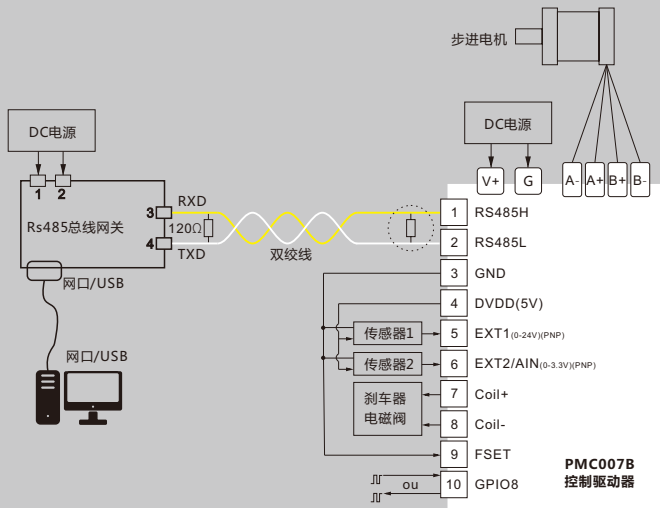 步进电机
DC电源
DC电源
V+ G A- A+ B+ B-
1 2
Rs485总线网关
3 RXD
120Ω
4 TXD
双绞线
网口/USB
网口/USB
传感器1
传感器2
刹车器
电磁阀
ou
1 RS485H
2 RS485L
3 GND
4 DVDD(5V)
5 EXT1(0-24V)(PNP)
6 EXT2/AIN(0-3.3V)(PNP)
7 Coil+
8 Coil-
9 FSET
10 GPIO8
PMC007B
控制驱动器